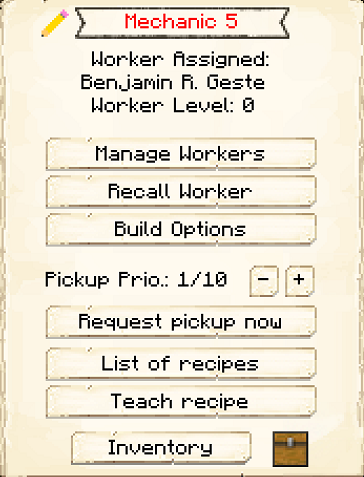 Mechanic 5
Worker Assigned:
Benjamin R. Geste
Worker Level: 0
Manage Workers
Recall Worker
Build Options
Pickup Prio.: 1/10 - +
Request pickup now
List of recipes
Teach recipe
Inventory